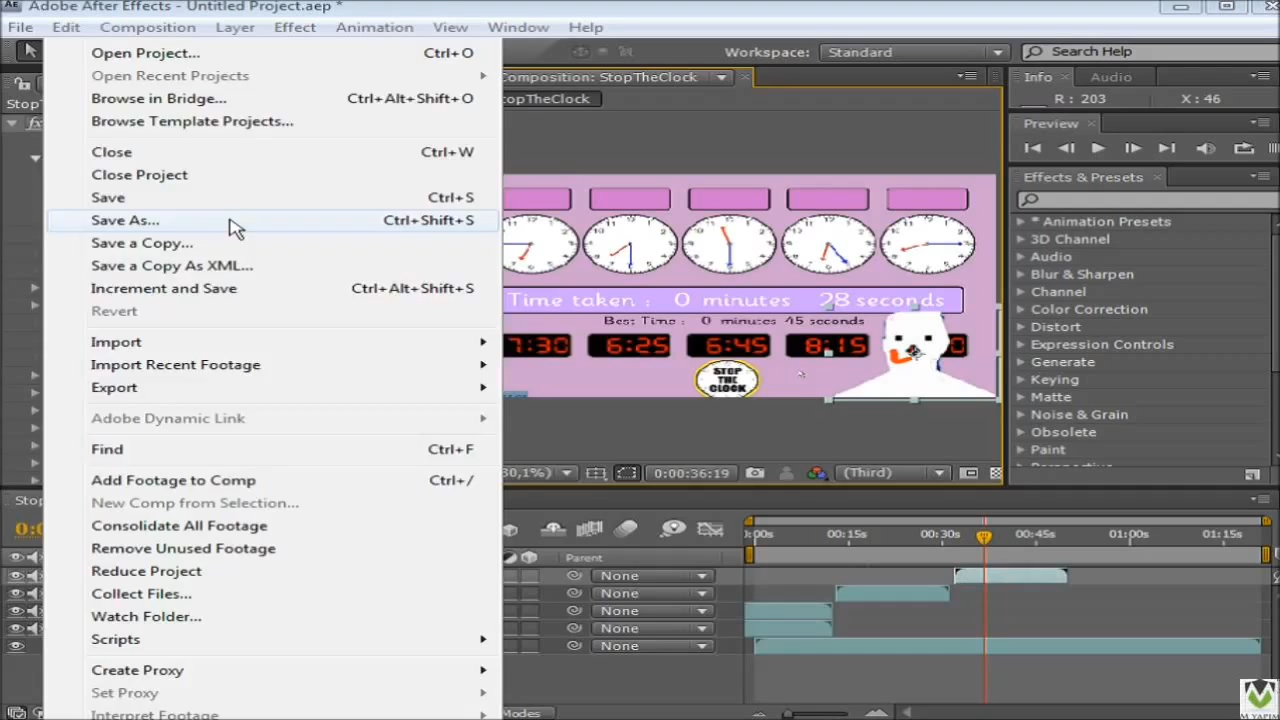 Adobe After Effects - Untitled Project.aep *
File Edit Composition Layer Effect Animation View Window Help
Workspace: Standard Search Help
Open Project... Ctrl+O
Open Recent Projects
Browse in Bridge... Ctrl+Alt+Shift+O
Browse Template Projects...
Close Ctrl+W
Close Project
Save Ctrl+S
Save As... Ctrl+Shift+S
Save a Copy...
Save a Copy As XML...
Increment and Save Ctrl+Alt+Shift+S
Revert
Import
Import Recent Footage
Export
Adobe Dynamic Link
Find Ctrl+F
Add Footage to Comp Ctrl+/
New Comp from Selection...
Consolidate All Footage
Remove Unused Footage
Reduce Project
Collect Files...
Watch Folder...
Scripts
Create Proxy
Set Proxy
Interpret Footage
Composition: StopTheClock
topTheClock
Time taken : 0 minutes 28 seconds
Best Time : 0 minutes 45 seconds
7:30 6:25 6:45 8:15
STOP
THE
CLOCK
0:00:36:19 (Third)
Info Audio
R : 203 X : 46
Preview
Effects & Presets
* Animation Presets
3D Channel
Audio
Blur & Sharpen
Channel
Color Correction
Distort
Expression Controls
Generate
Keying
Matte
Noise & Grain
Obsolete
Paint
Perspective
Parent
None
None
None
None
None
00:15s 00:30s 00:45s 01:00s 01:15s
Modes
M YAPIM